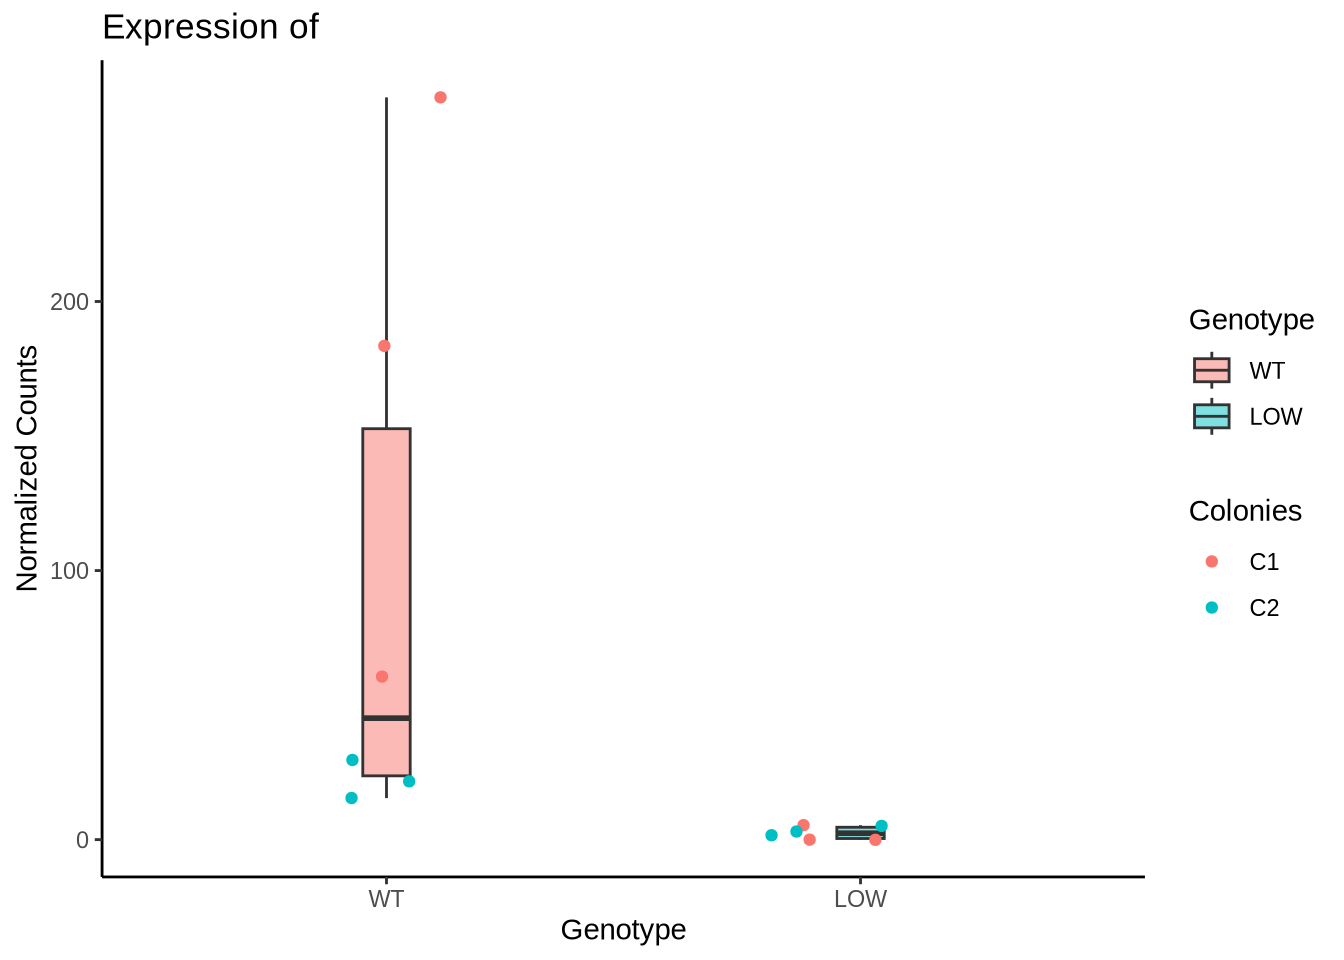 Expression of
Normalized Counts
200
100
0
WT
LOW
Genotype
Genotype
WT
LOW
Colonies
C1
C2